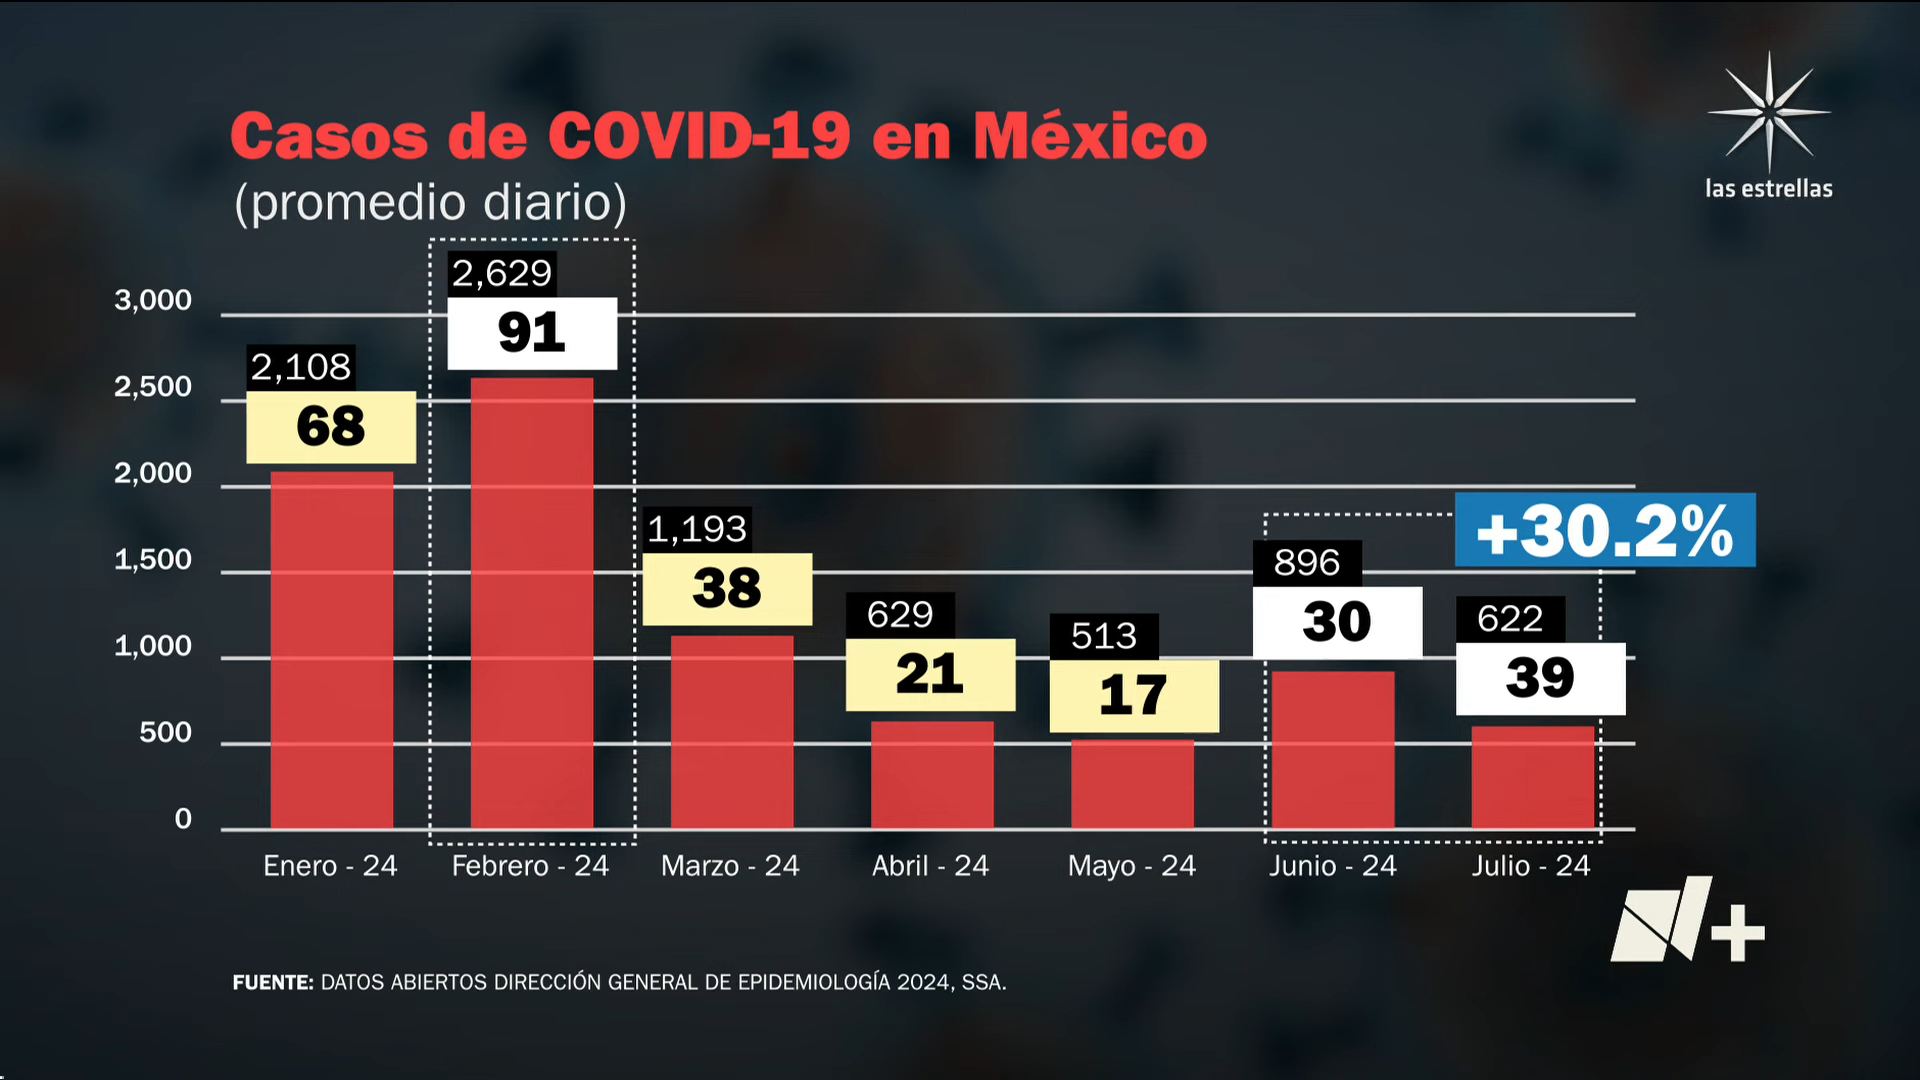 Casos de COVID-19 en México
(promedio diario)
las estrellas
3,000
2,500
2,000
1,500
1,000
500
0
2,108
68
2,629
91
1,193
38
629
21
513
17
896
30
622
39
+30.2%
Enero - 24
Febrero - 24
Marzo - 24
Abril - 24
Mayo - 24
Junio - 24
Julio - 24
N+
FUENTE: DATOS ABIERTOS DIRECCIÓN GENERAL DE EPIDEMIOLOGÍA 2024, SSA.